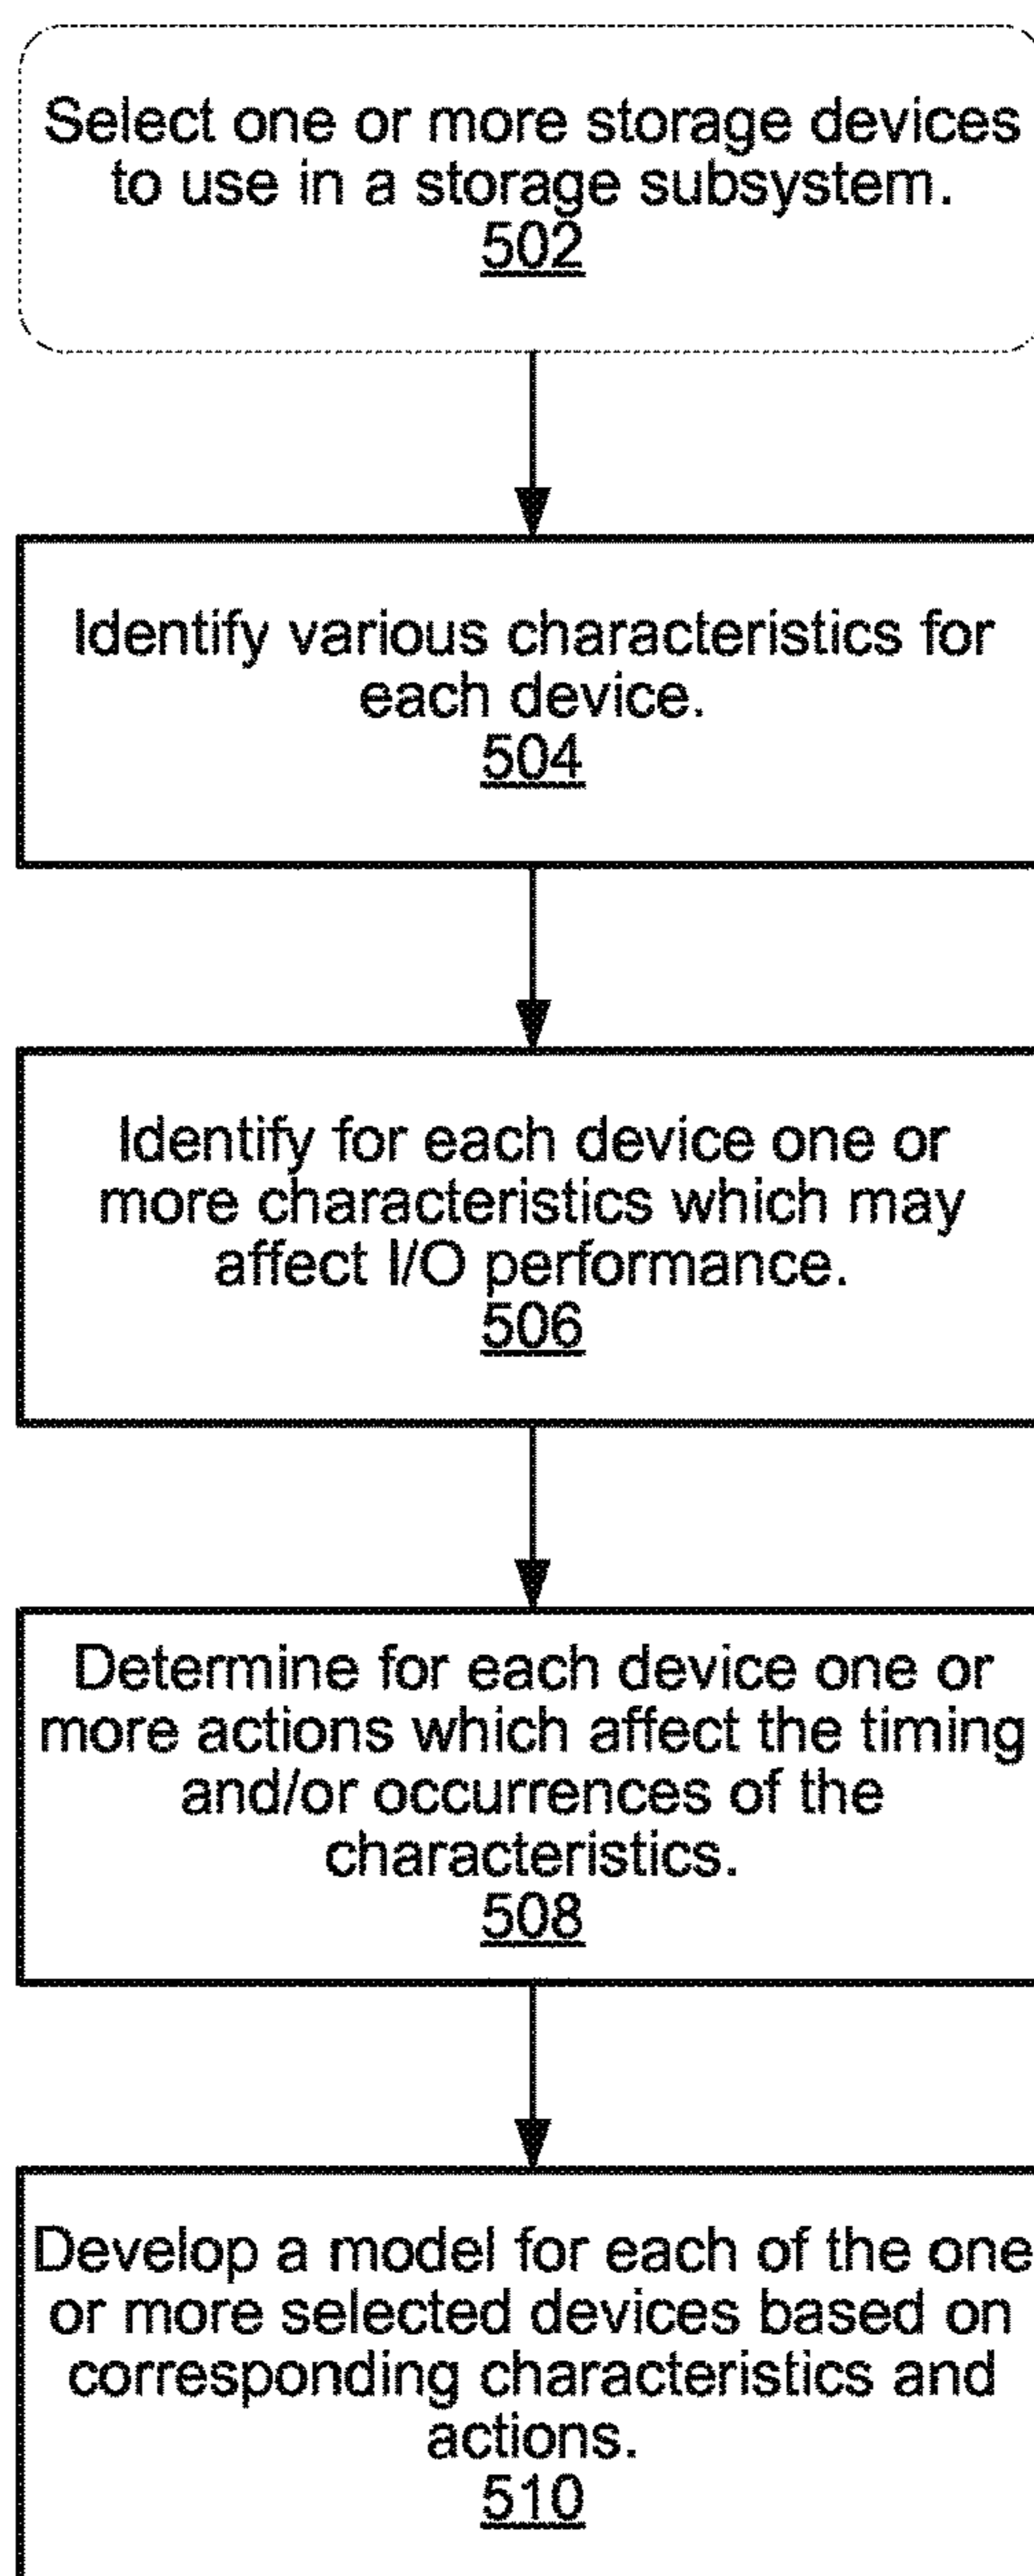 Select one or more storage devices
to use in a storage subsystem.
502
Identify various characteristics for
each device.
504
Identify for each device one or
more characteristics which may
affect I/O performance.
506
Determine for each device one or
more actions which affect the timing
and/or occurrences of the
characteristics.
508
Develop a model for each of the one
or more selected devices based on
corresponding characteristics and
actions.
510